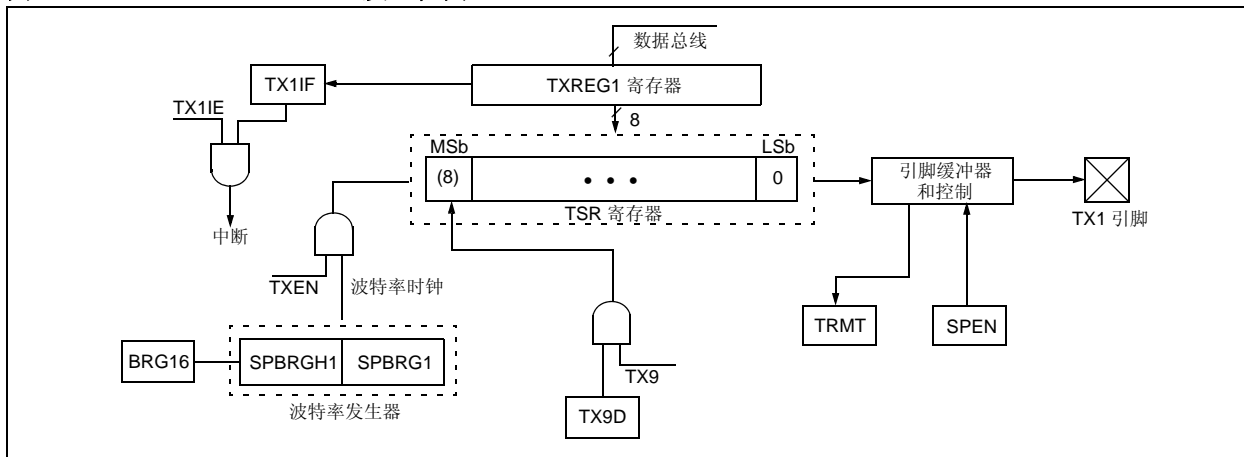 数据总线
TXREG1 寄存器
TX1IF
TX1IE
8
MSb
LSb
(8)
• • •
0
TSR 寄存器
引脚缓冲器
和控制
TX1 引脚
中断
TXEN
波特率时钟
TRMT
SPEN
BRG16
SPBRGH1
SPBRG1
TX9
波特率发生器
TX9D